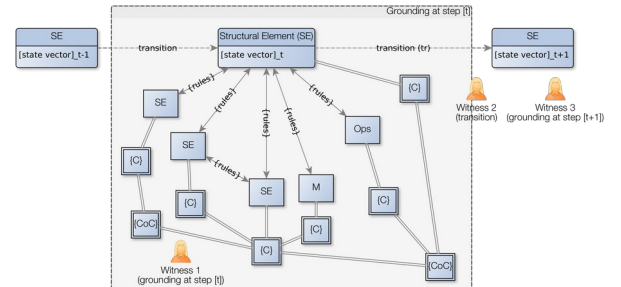 Grounding at step [t]
SE
[state vector]_t-1
transition
Structural Element (SE)
[state vector]_t
transition (tr)
SE
[state vector]_t+1
{rules}
{rules}
{rules}
{rules}
{rules}
{C}
Witness 2
(transition)
Witness 3
(grounding at step [t+1])
SE
Ops
SE
{C}
{rules}
SE
M
{C}
{C}
{CoC}
{C}
{C}
Witness 1
(grounding at step [t])
{CoC}